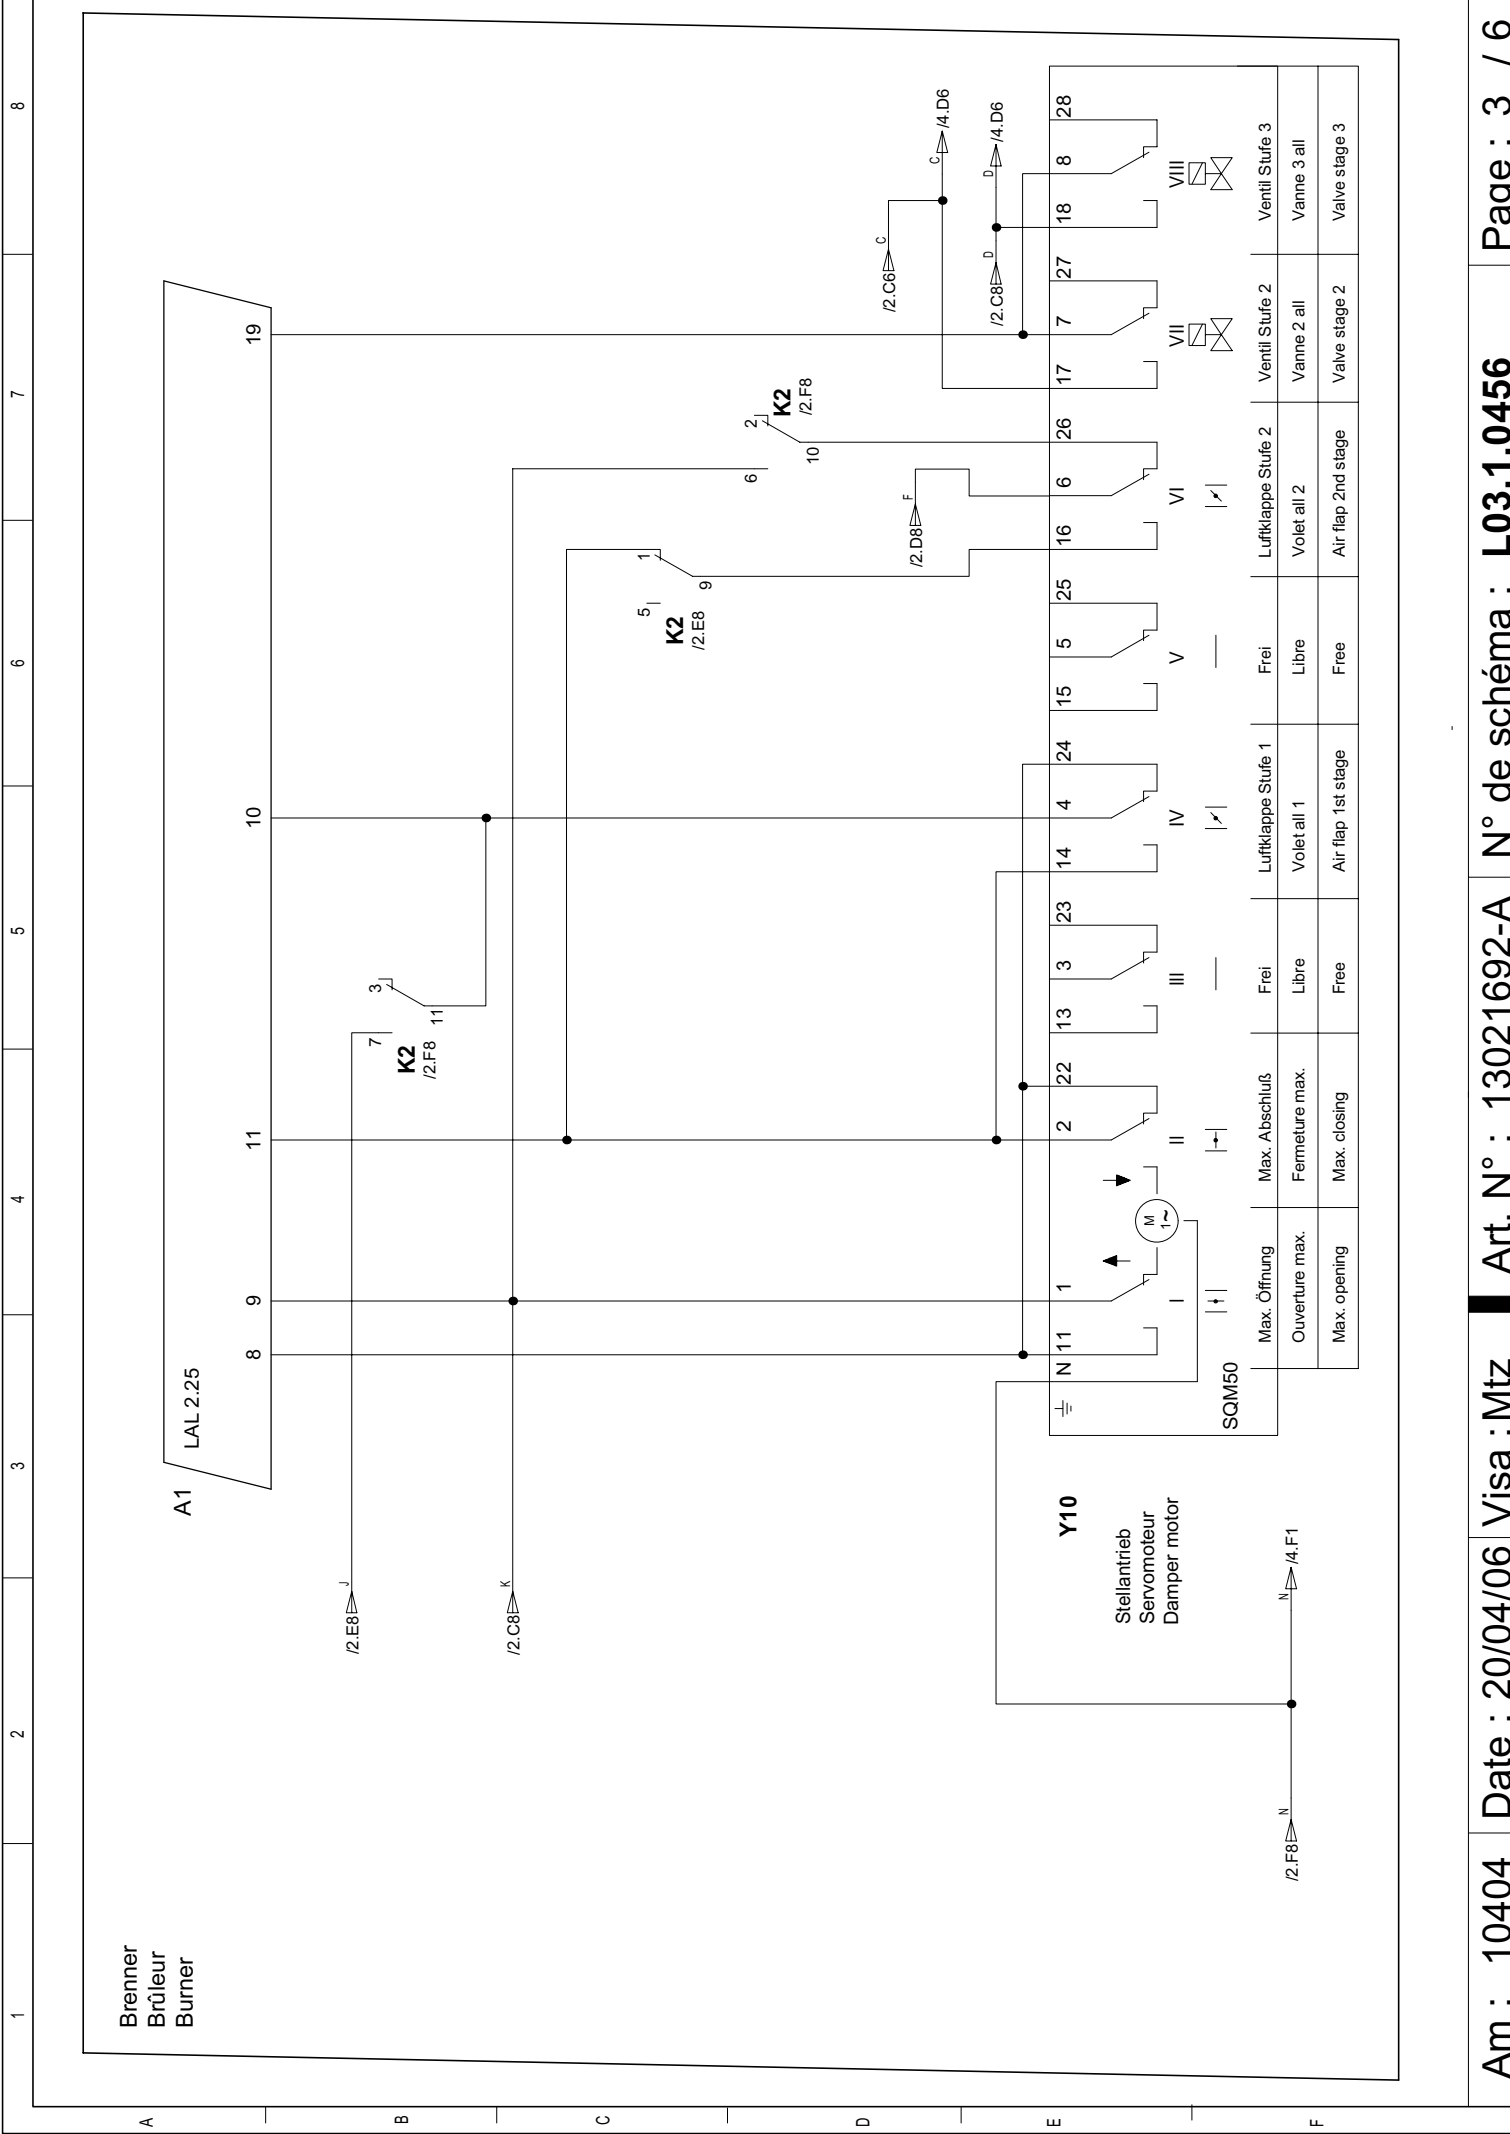 1 2 3 4 5 6 7 8
A
B
C
D
E
F
Brenner
Brûleur
Burner
A1
LAL 2.25
8 9 11 10 19
/2.E8 J
7 3
11
K2
/2.F8
/2.C8 K
5 1
9
K2
/2.E8
6 2
10
K2
/2.F8
/2.C6 C
C /4.D6
/2.D8 F
/2.C8 D
D /4.D6
Y10
Stellantrieb
Servomoteur
Damper motor
/2.F8 N
N /4.F1
SQM50
N 11 1 2 22 13 3 23 14 4 24 15 5 25 16 6 26 17 7 27 18 8 28
M
1~
I II III IV V VI VII VIII
Max. Öffnung Max. Abschluß Frei Luftklappe Stufe 1 Frei Luftklappe Stufe 2 Ventil Stufe 2 Ventil Stufe 3
Ouverture max. Fermeture max. Libre Volet all 1 Libre Volet all 2 Vanne 2 all Vanne 3 all
Max. opening Max. closing Free Air flap 1st stage Free Air flap 2nd stage Valve stage 2 Valve stage 3
Am : 10404 Date : 20/04/06 Visa : Mtz Art. N° : 13021692-A N° de schéma : L03.1.0456 Page : 3 / 6